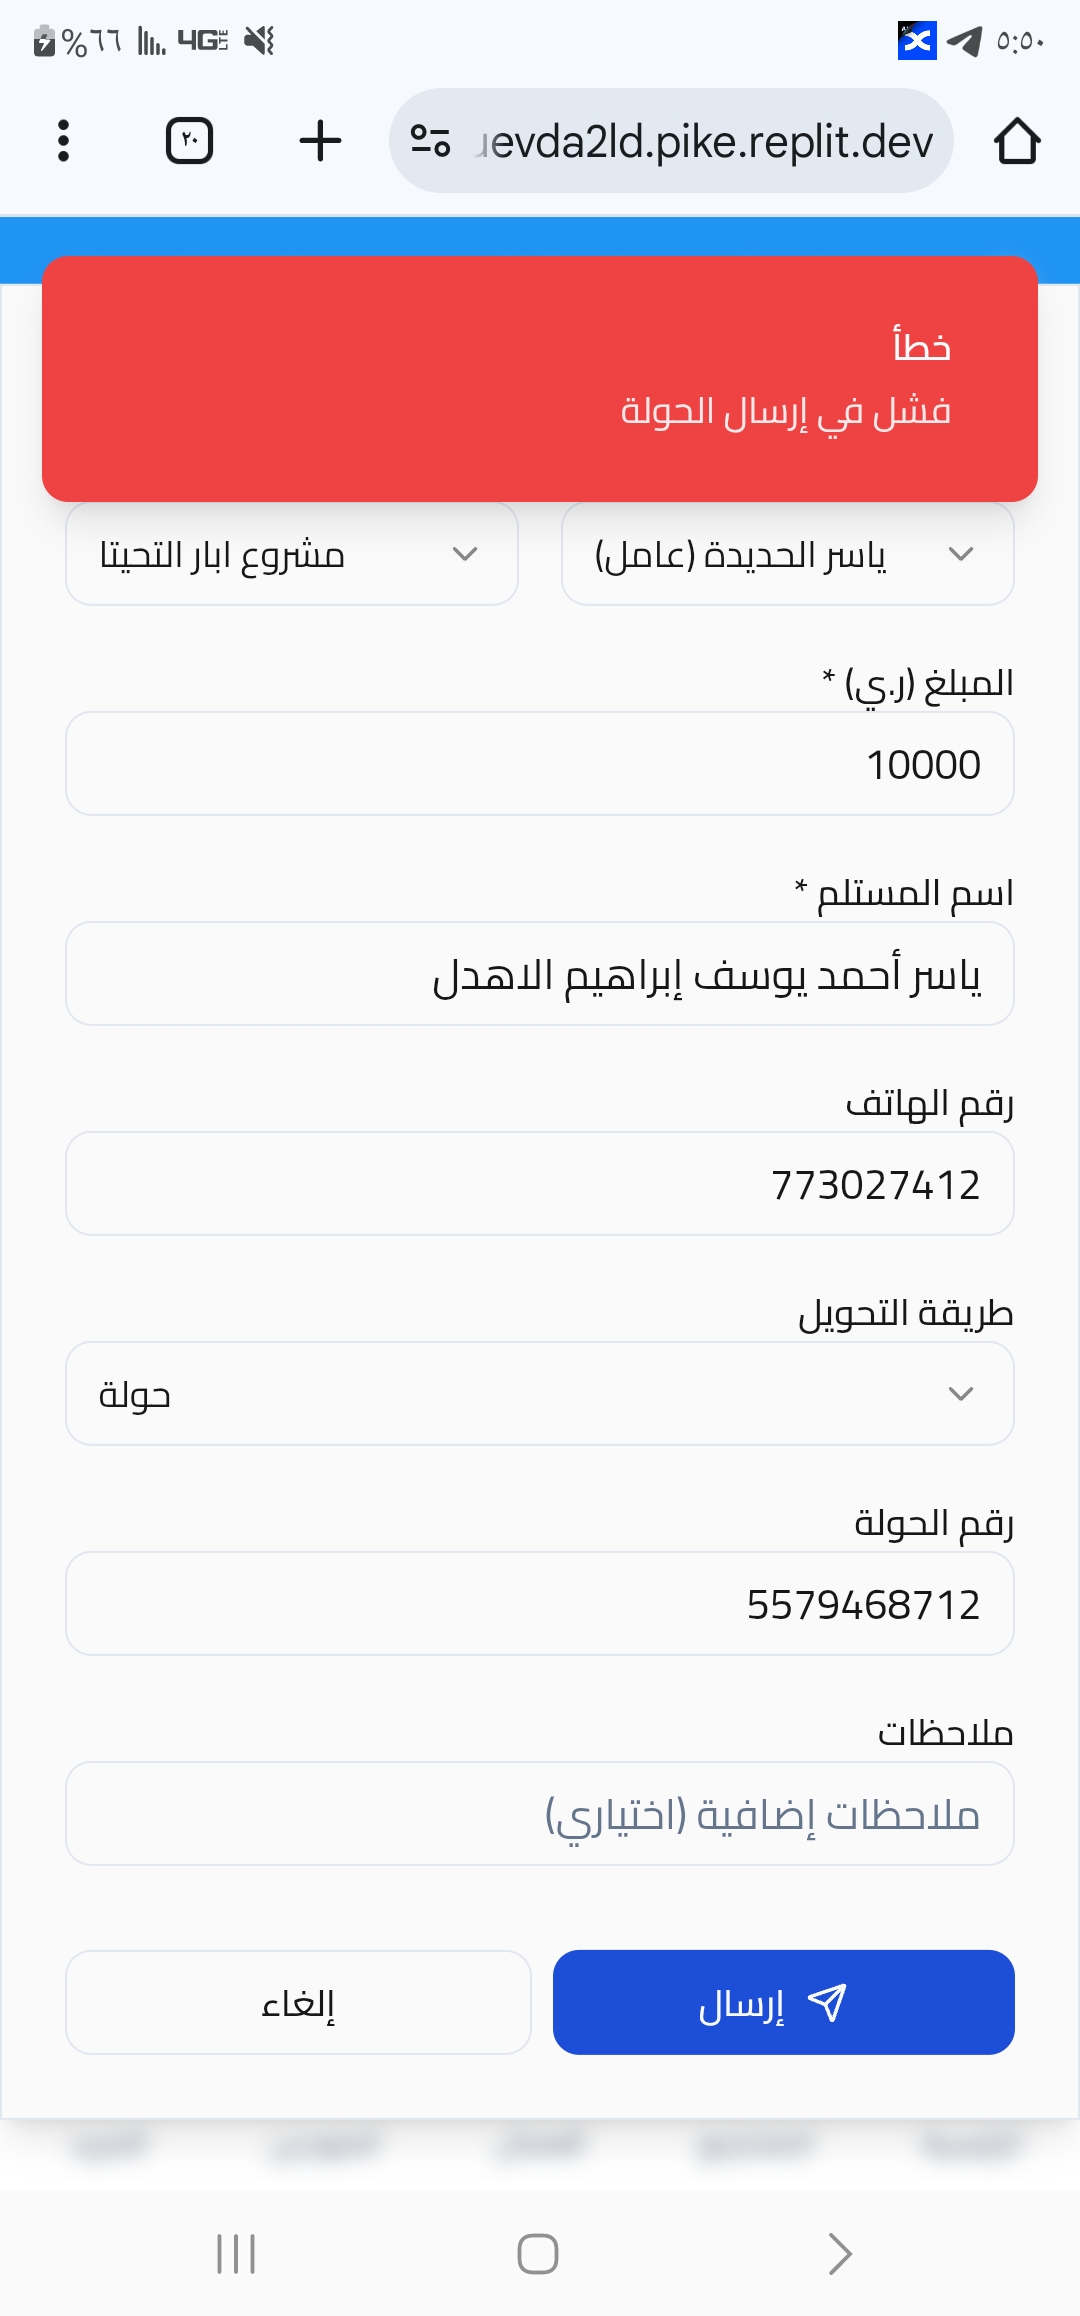 %٦٦ 4G LTE ٥:٥٠
٢٠ evda2ld.pike.replit.dev
خطأ
فشل في إرسال الحولة
ياسر الحديدة (عامل)
مشروع ابار التحيتا
المبلغ (ر.ي) *
10000
اسم المستلم *
ياسر أحمد يوسف إبراهيم الاهدل
رقم الهاتف
773027412
طريقة التحويل
حولة
رقم الحولة
5579468712
ملاحظات
ملاحظات إضافية (اختياري)
إرسال
إلغاء